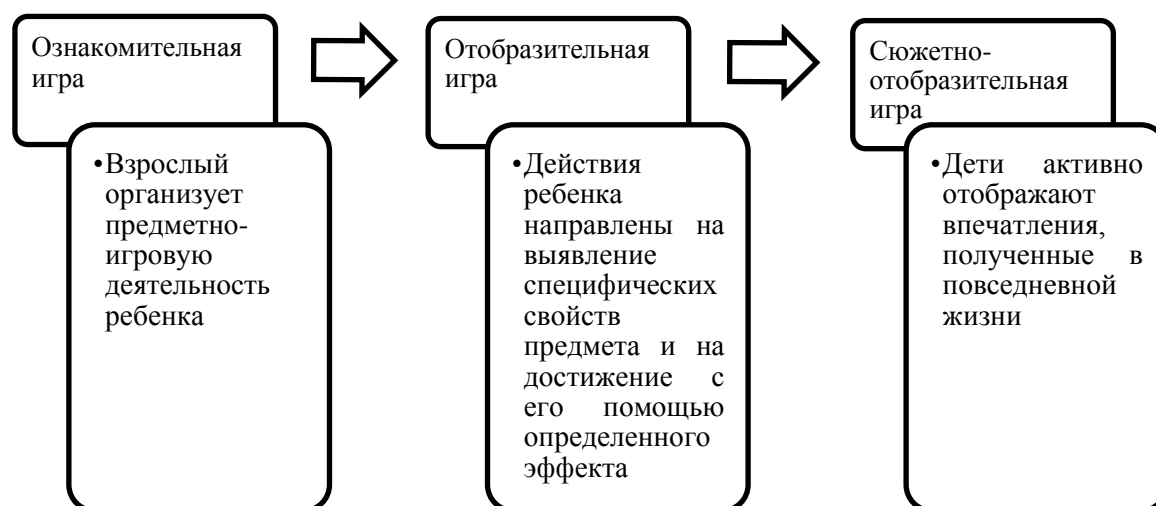 Ознакомительная
игра
•Взрослый
организует
предметно-
игровую
деятельность
ребенка
Отобразительная
игра
•Действия
ребенка
направлены на
выявление
специфических
свойств
предмета и на
достижение с
его помощью
определенного
эффекта
Сюжетно-
отобразительная
игра
•Дети активно
отображают
впечатления,
полученные в
повседневной
жизни